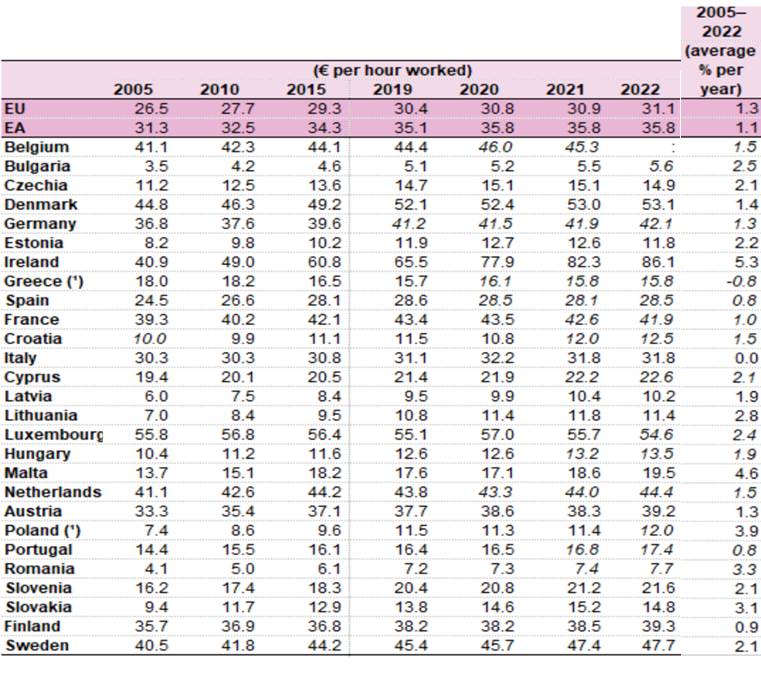 2005–
2022
(average
(€ per hour worked) % per
2005 2010 2015 2019 2020 2021 2022 year)
EU 26.5 27.7 29.3 30.4 30.8 30.9 31.1 1.3
EA 31.3 32.5 34.3 35.1 35.8 35.8 35.8 1.1
Belgium 41.1 42.3 44.1 44.4 46.0 45.3 : 1.5
Bulgaria 3.5 4.2 4.6 5.1 5.2 5.5 5.6 2.5
Czechia 11.2 12.5 13.6 14.7 15.1 15.1 14.9 2.1
Denmark 44.8 46.3 49.2 52.1 52.4 53.0 53.1 1.4
Germany 36.8 37.6 39.6 41.2 41.5 41.9 42.1 1.3
Estonia 8.2 9.8 10.2 11.9 12.7 12.6 11.8 2.2
Ireland 40.9 49.0 60.8 65.5 77.9 82.3 86.1 5.3
Greece (¹) 18.0 18.2 16.5 15.7 16.1 15.8 15.8 -0.8
Spain 24.5 26.6 28.1 28.6 28.5 28.1 28.5 0.8
France 39.3 40.2 42.1 43.4 43.5 42.6 41.9 1.0
Croatia 10.0 9.9 11.1 11.5 10.8 12.0 12.5 1.5
Italy 30.3 30.3 30.8 31.1 32.2 31.8 31.8 0.0
Cyprus 19.4 20.1 20.5 21.4 21.9 22.2 22.6 2.1
Latvia 6.0 7.5 8.4 9.5 9.9 10.4 10.2 1.9
Lithuania 7.0 8.4 9.5 10.8 11.4 11.8 11.4 2.8
Luxembourg 55.8 56.8 56.4 55.1 57.0 55.7 54.6 2.4
Hungary 10.4 11.2 11.6 12.6 12.6 13.2 13.5 1.9
Malta 13.7 15.1 18.2 17.6 17.1 18.6 19.5 4.6
Netherlands 41.1 42.6 44.2 43.8 43.3 44.0 44.4 1.5
Austria 33.3 35.4 37.1 37.7 38.6 38.3 39.2 1.3
Poland (¹) 7.4 8.6 9.6 11.5 11.3 11.4 12.0 3.9
Portugal 14.4 15.5 16.1 16.4 16.5 16.8 17.4 0.8
Romania 4.1 5.0 6.1 7.2 7.3 7.4 7.7 3.3
Slovenia 16.2 17.4 18.3 20.4 20.8 21.2 21.6 2.1
Slovakia 9.4 11.7 12.9 13.8 14.6 15.2 14.8 3.1
Finland 35.7 36.9 36.8 38.2 38.2 38.5 39.3 0.9
Sweden 40.5 41.8 44.2 45.4 45.7 47.4 47.7 2.1